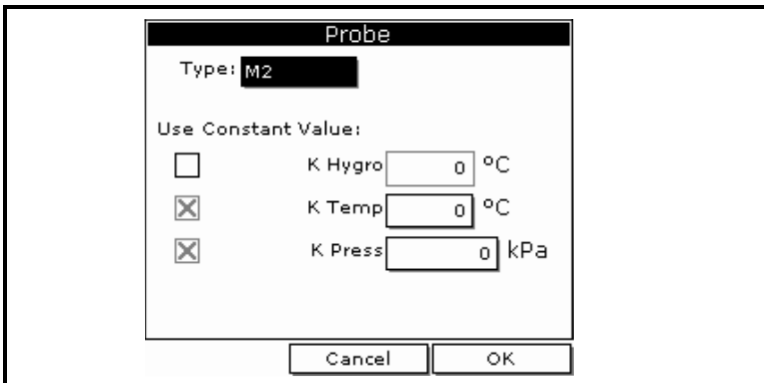 Probe
Type: M2
Use Constant Value:
K Hygro 0 °C
K Temp 0 °C
K Press 0 kPa
Cancel OK